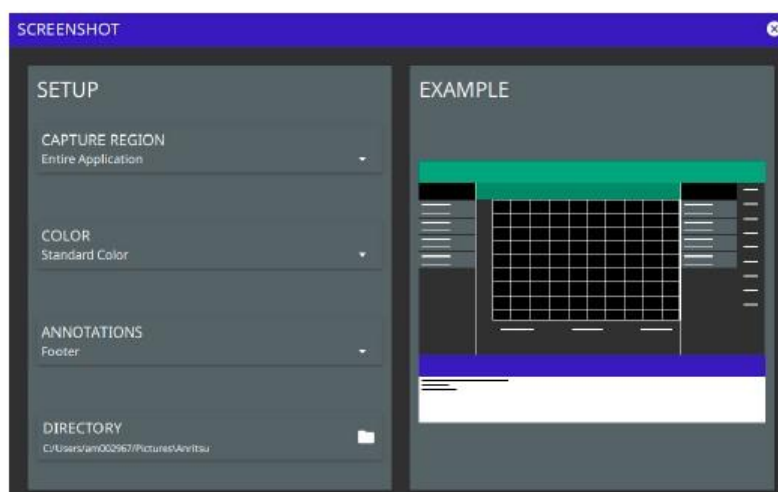 SCREENSHOT
SETUP
CAPTURE REGION
Entire Application
COLOR
Standard Color
ANNOTATIONS
Footer
DIRECTORY
C:/Users/am002967/Pictures\Anritsu
EXAMPLE